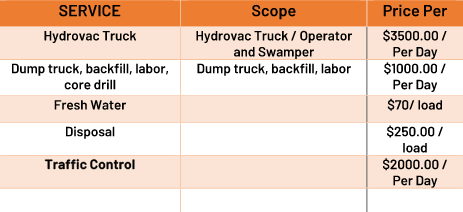 SERVICE Scope Price Per
Hydrovac Truck Hydrovac Truck / Operator $3500.00 /
and Swamper Per Day
Dump truck, backfill, labor, Dump truck, backfill, labor $1000.00 /
core drill Per Day
Fresh Water $70/ load
Disposal $250.00 /
load
Traffic Control $2000.00 /
Per Day